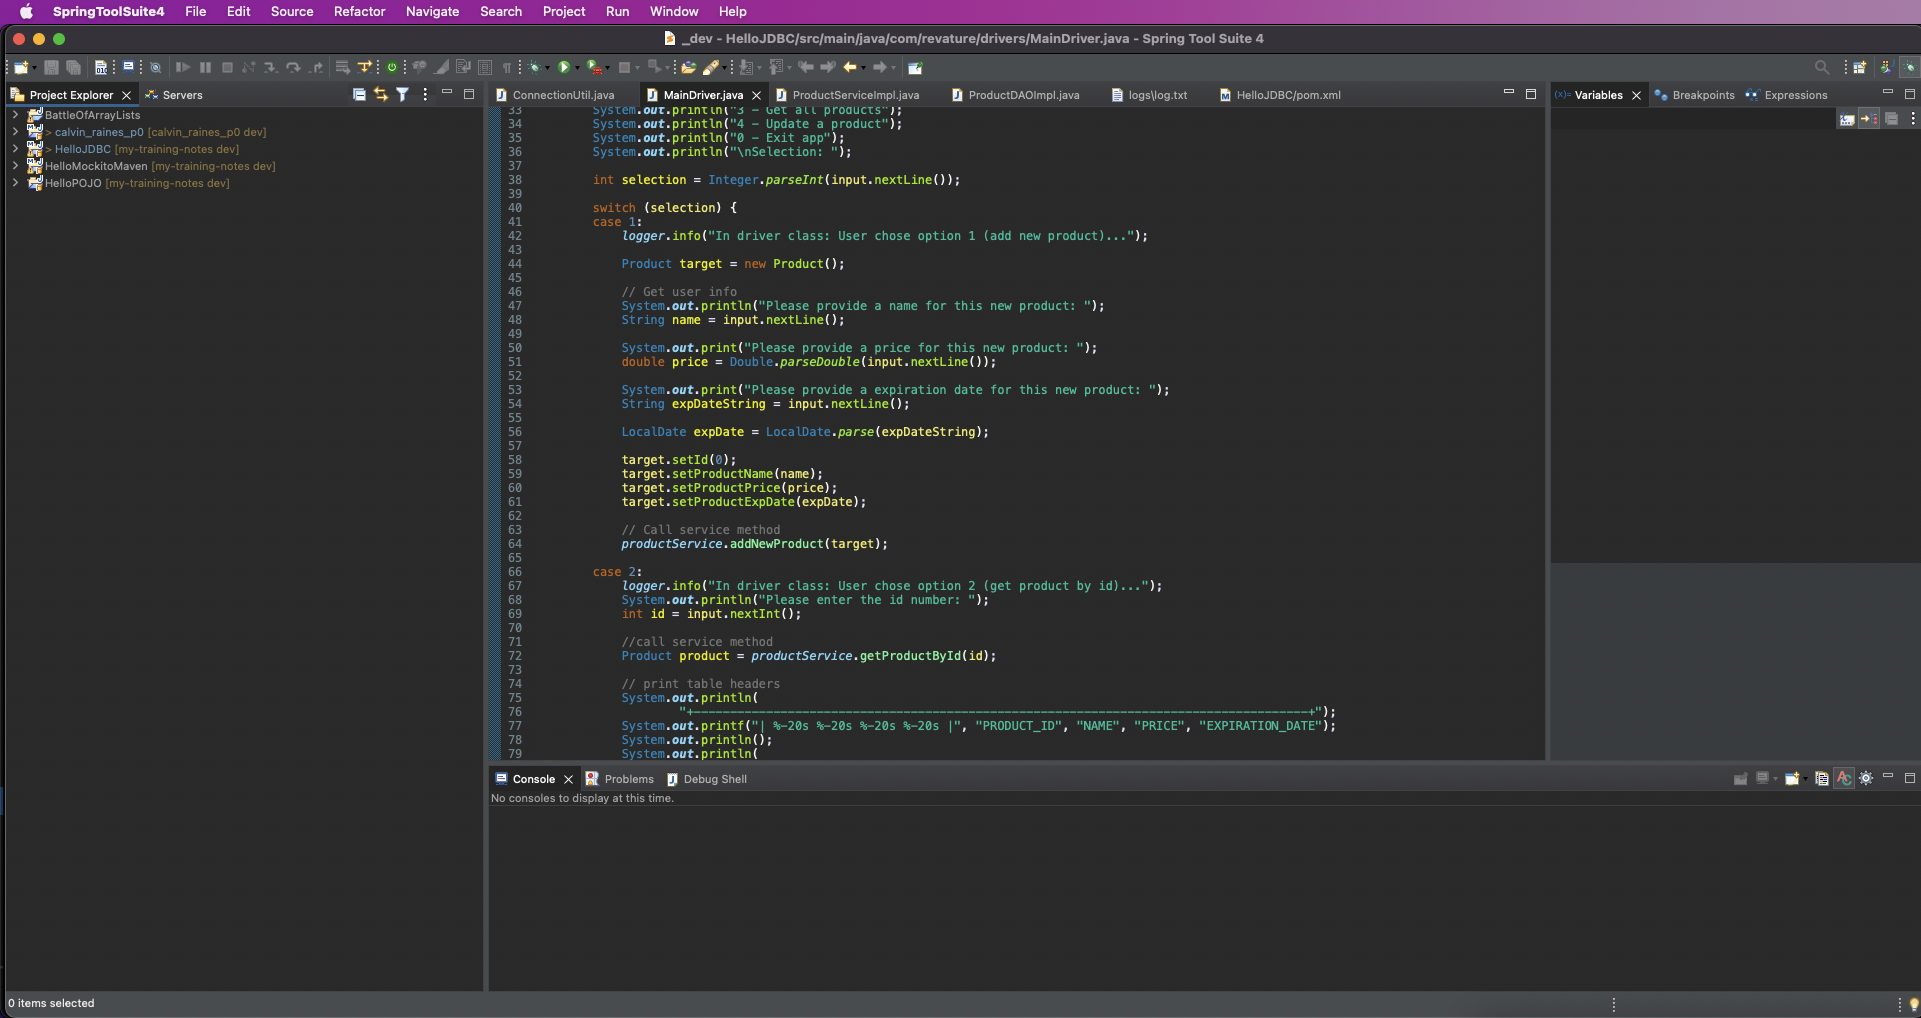 SpringToolSuite4 File Edit Source Refactor Navigate Search Project Run Window Help
_dev - HelloJDBC/src/main/java/com/revature/drivers/MainDriver.java - Spring Tool Suite 4
Project Explorer Servers
BattleOfArrayLists
> calvin_raines_p0 [calvin_raines_p0 dev]
> HelloJDBC [my-training-notes dev]
HelloMockitoMaven [my-training-notes dev]
HelloPOJO [my-training-notes dev]
ConnectionUtil.java MainDriver.java ProductServiceImpl.java ProductDAOImpl.java logs\log.txt HelloJDBC/pom.xml
33 System.out.println("3 - Get all products");
34 System.out.println("4 - Update a product");
35 System.out.println("0 - Exit app");
36 System.out.println("\nSelection: ");
37
38 int selection = Integer.parseInt(input.nextLine());
39
40 switch (selection) {
41 case 1:
42 logger.info("In driver class: User chose option 1 (add new product)...");
43
44 Product target = new Product();
45
46 // Get user info
47 System.out.println("Please provide a name for this new product: ");
48 String name = input.nextLine();
49
50 System.out.print("Please provide a price for this new product: ");
51 double price = Double.parseDouble(input.nextLine());
52
53 System.out.print("Please provide a expiration date for this new product: ");
54 String expDateString = input.nextLine();
55
56 LocalDate expDate = LocalDate.parse(expDateString);
57
58 target.setId(0);
59 target.setProductName(name);
60 target.setProductPrice(price);
61 target.setProductExpDate(expDate);
62
63 // Call service method
64 productService.addNewProduct(target);
65
66 case 2:
67 logger.info("In driver class: User chose option 2 (get product by id)...");
68 System.out.println("Please enter the id number: ");
69 int id = input.nextInt();
70
71 //call service method
72 Product product = productService.getProductById(id);
73
74 // print table headers
75 System.out.println(
76 "+-------------------------------------------------------------------------------------+");
77 System.out.printf("| %-20s %-20s %-20s %-20s |", "PRODUCT_ID", "NAME", "PRICE", "EXPIRATION_DATE");
78 System.out.println();
79 System.out.println(
(x)= Variables Breakpoints Expressions
Console Problems Debug Shell
No consoles to display at this time.
0 items selected